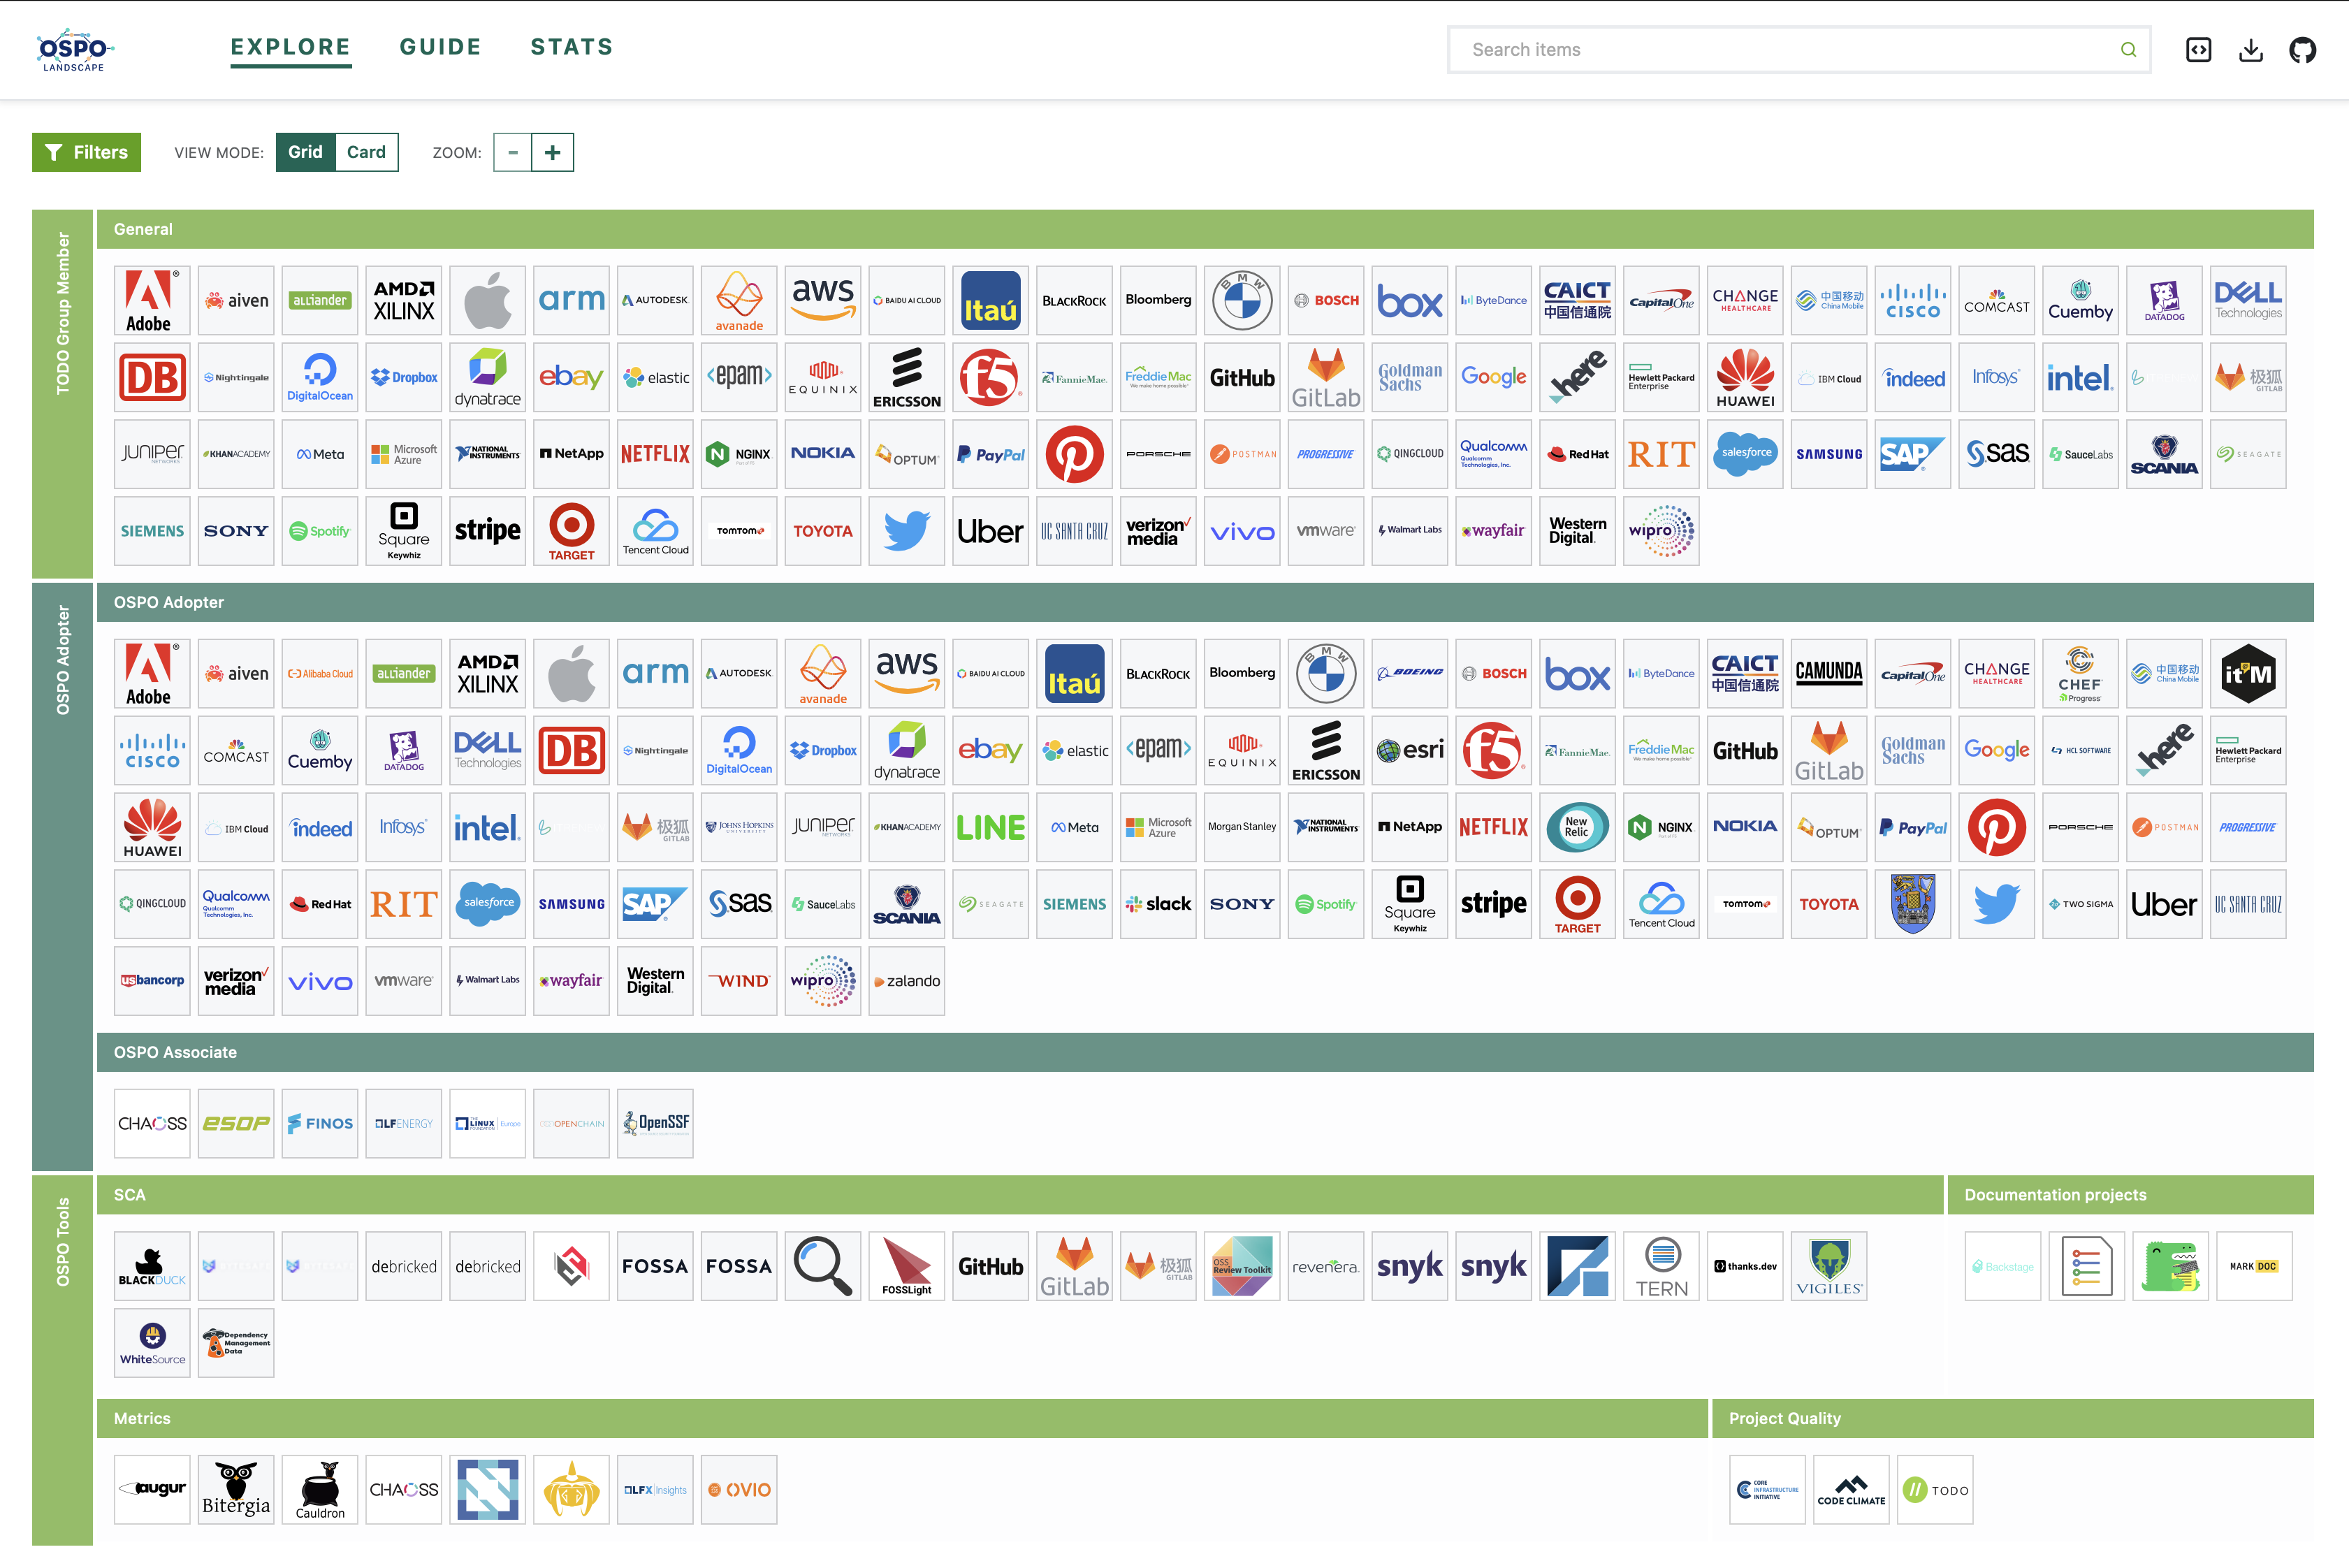 OSPO
LANDSCAPE
EXPLORE GUIDE STATS
Search items
Filters VIEW MODE: Grid Card ZOOM: - +
TODO Group Member
General
Adobe aiven alliander AMD XILINX arm AUTODESK avanade aws BAIDU AI CLOUD Itaú BLACKROCK Bloomberg BMW BOSCH box ByteDance CAICT 中国信通院 Capital One CHANGE HEALTHCARE 中国移动 China Mobile CISCO COMCAST Cuemby DATADOG DELL Technologies
DB Nightingale DigitalOcean Dropbox dynatrace ebay elastic <epam> EQUINIX ERICSSON f5 FannieMae. FreddieMac We make home possible GitHub GitLab Goldman Sachs Google here Hewlett Packard Enterprise HUAWEI IBM Cloud indeed Infosys intel. 极狐 GITLAB
JUNIPER NETWORKS KHANACADEMY Meta Microsoft Azure NATIONAL INSTRUMENTS NetApp NETFLIX NGINX NOKIA OPTUM PayPal PORSCHE POSTMAN PROGRESSIVE QINGCLOUD Qualcomm Qualcomm Technologies, Inc. Red Hat RIT salesforce SAMSUNG SAP sas SauceLabs SCANIA SEAGATE
SIEMENS SONY Spotify Square Keywhiz stripe TARGET Tencent Cloud TOMTOM TOYOTA Uber UC SANTA CRUZ verizon media vivo vmware Walmart Labs wayfair Western Digital. wipro
OSPO Adopter
OSPO Adopter
Adobe aiven Alibaba Cloud alliander AMD XILINX arm AUTODESK avanade aws BAIDU AI CLOUD Itaú BLACKROCK Bloomberg BMW BOEING BOSCH box ByteDance CAICT 中国信通院 CAMUNDA Capital One CHANGE HEALTHCARE CHEF Progress 中国移动 China Mobile it'M
CISCO COMCAST Cuemby DATADOG DELL Technologies DB Nightingale DigitalOcean Dropbox dynatrace ebay elastic <epam> EQUINIX ERICSSON esri f5 FannieMae. FreddieMac We make home possible GitHub GitLab Goldman Sachs Google HCL SOFTWARE here Hewlett Packard Enterprise
HUAWEI IBM Cloud indeed Infosys intel. 极狐 GITLAB JOHNS HOPKINS UNIVERSITY JUNIPER NETWORKS KHANACADEMY LINE Meta Microsoft Azure Morgan Stanley NATIONAL INSTRUMENTS NetApp NETFLIX New Relic NGINX NOKIA OPTUM PayPal PORSCHE POSTMAN PROGRESSIVE
QINGCLOUD Qualcomm Qualcomm Technologies, Inc. Red Hat RIT salesforce SAMSUNG SAP sas SauceLabs SCANIA SEAGATE SIEMENS slack SONY Spotify Square Keywhiz stripe TARGET Tencent Cloud TOMTOM TOYOTA TWO SIGMA Uber UC SANTA CRUZ
usbancorp verizon media vivo vmware Walmart Labs wayfair Western Digital. WIND wipro zalando
OSPO Associate
CHAOSS ESOP FINOS LFENERGY THE LINUX FOUNDATION Europe OPENCHAIN OpenSSF
OSPO Tools
SCA
BLACKDUCK debricked debricked FOSSA FOSSA FOSSLight GitHub GitLab 极狐 GITLAB OSS Review Toolkit revenera. snyk snyk TERN thanks.dev VIGILES
WhiteSource Dependency Management Data
Documentation projects
Backstage MARK DOC
Metrics
augur Bitergia Cauldron CHAOSS LFX Insights OVIO
Project Quality
CORE INFRASTRUCTURE INITIATIVE CODE CLIMATE TODO